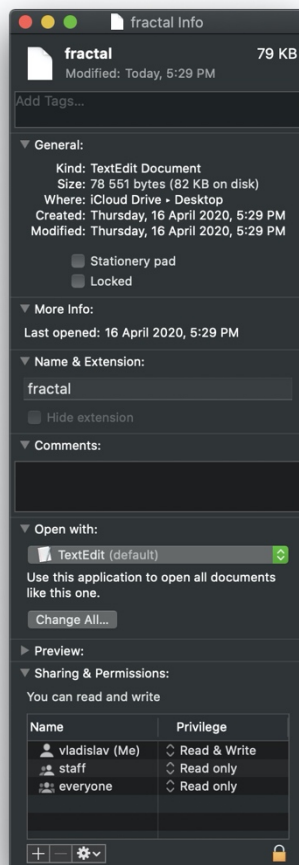 fractal Info
fractal 79 KB
Modified: Today, 5:29 PM
Add Tags...
General:
Kind: TextEdit Document
Size: 78 551 bytes (82 KB on disk)
Where: iCloud Drive ▸ Desktop
Created: Thursday, 16 April 2020, 5:29 PM
Modified: Thursday, 16 April 2020, 5:29 PM
Stationery pad
Locked
More Info:
Last opened: 16 April 2020, 5:29 PM
Name & Extension:
fractal
Hide extension
Comments:
Open with:
TextEdit (default)
Use this application to open all documents
like this one.
Change All...
Preview:
Sharing & Permissions:
You can read and write
Name Privilege
vladislav (Me) Read & Write
staff Read only
everyone Read only